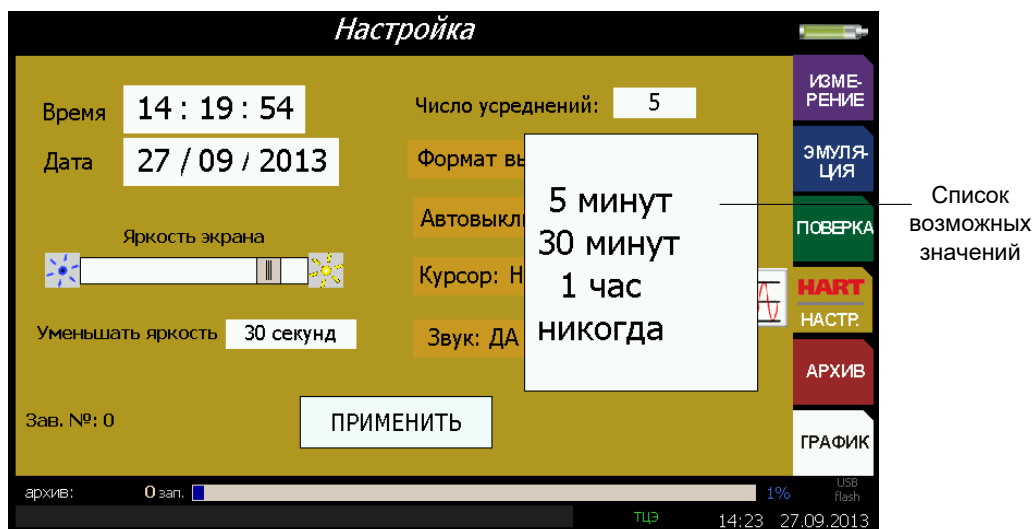 Настройка
Время 14 : 19 : 54
Дата 27 / 09 / 2013
Яркость экрана
Уменьшать яркость 30 секунд
Зав. №: 0
ПРИМЕНИТЬ
Число усреднений: 5
Формат вы
Автовыкл
Курсор: Н
Звук: ДА
5 минут
30 минут
1 час
никогда
ИЗМЕ-
РЕНИЕ
ЭМУЛЯ-
ЦИЯ
ПОВЕРКА
HART
НАСТР.
АРХИВ
ГРАФИК
Список
возможных
значений
архив: 0 зап. 1%
USB
flash
ТЦЭ 14:23 27.09.2013